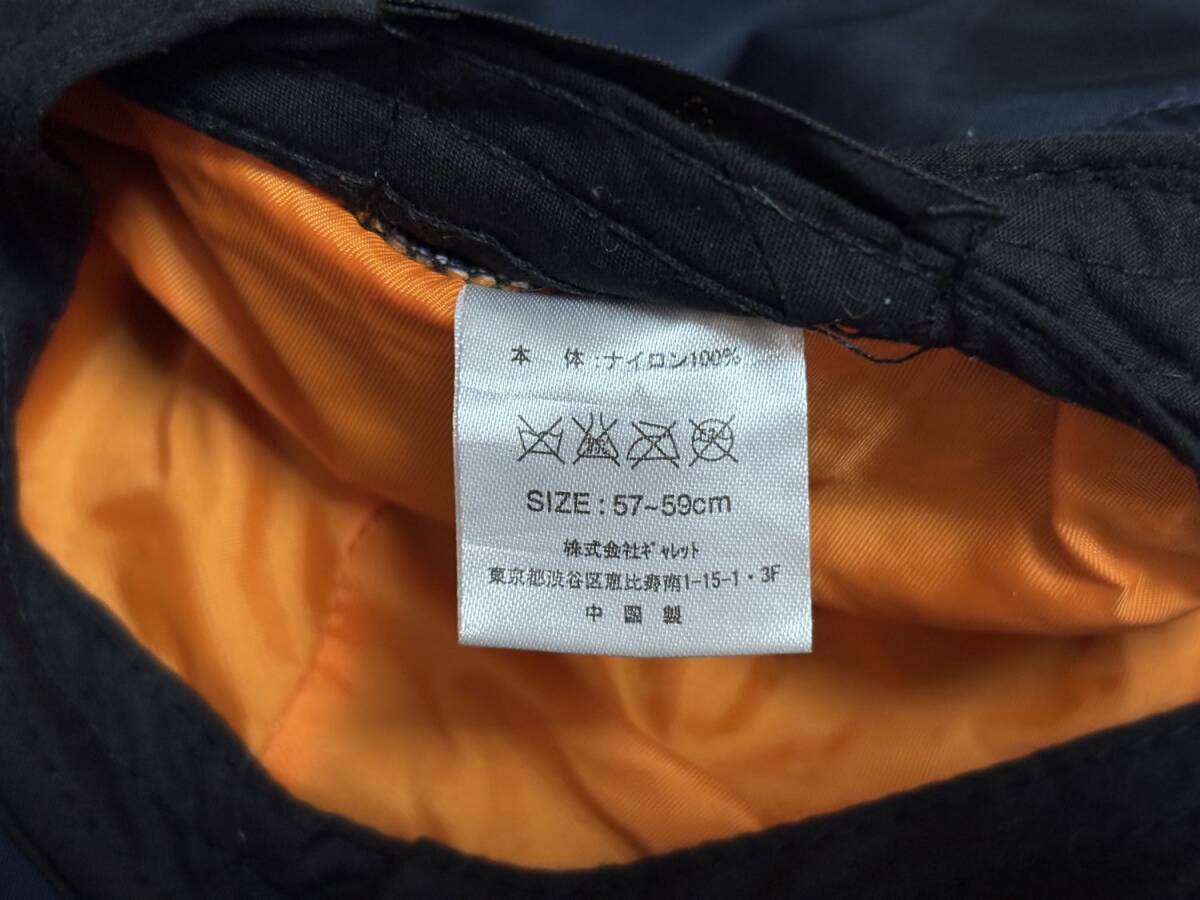 本 体:ナイロン100%
SIZE:57~59cm
株式会社ギャレット
東京都渋谷区恵比寿南1-15-1・3F
中国製